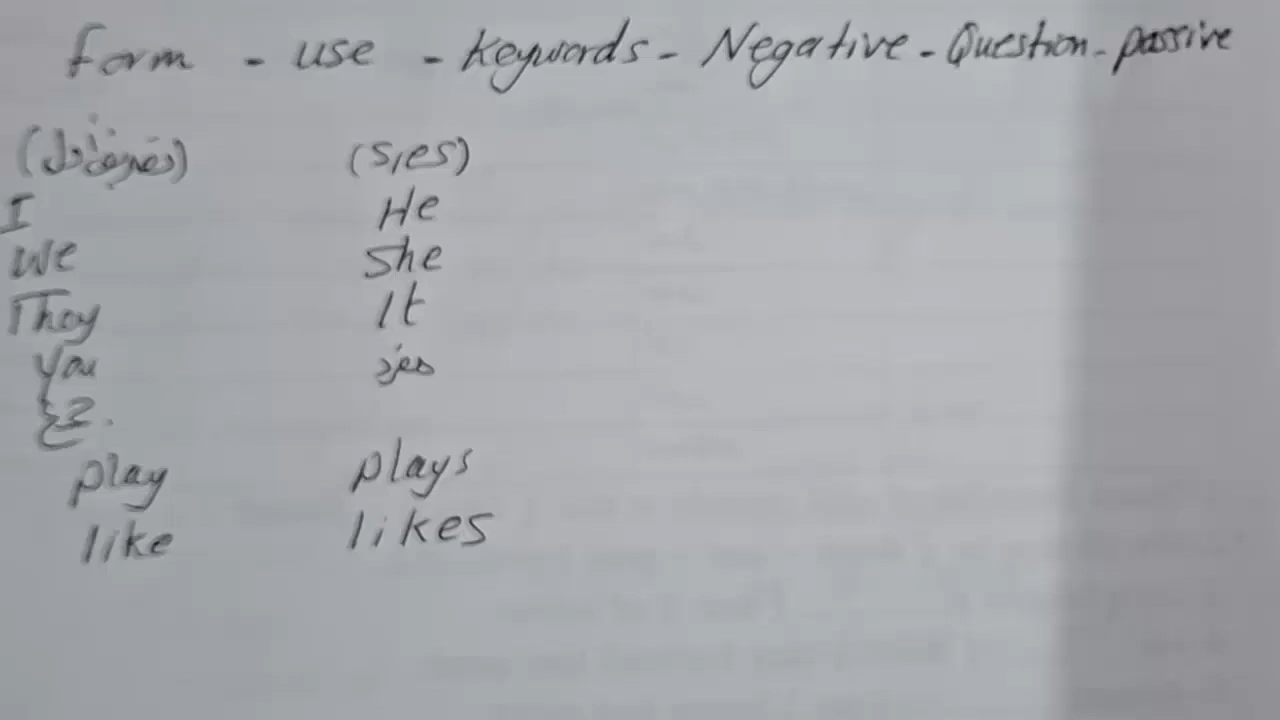 Form - use - Keywords - Negative - Question - passive
(s,es)
I He
We She
They It
you مفرد
جمع.
play plays
like likes